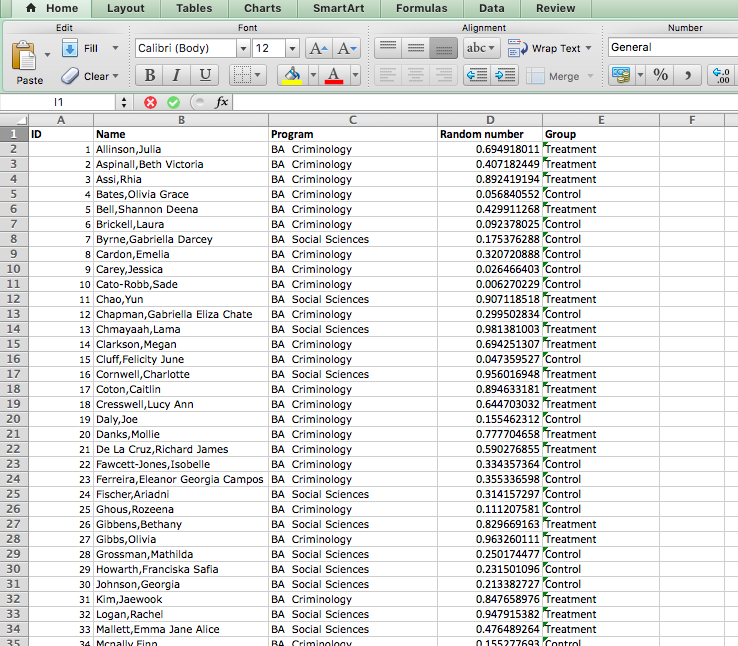 Home Layout Tables Charts SmartArt Formulas Data Review
Edit Font Alignment Number
Fill Calibri (Body) 12 A A abc Wrap Text General
Paste Clear B I U A Merge % , .0 .00
I1 fx
A B C D E F
1 ID Name Program Random number Group
2 1 Allinson,Julia BA Criminology 0.694918011 Treatment
3 2 Aspinall,Beth Victoria BA Criminology 0.407182449 Treatment
4 3 Assi,Rhia BA Criminology 0.892419194 Treatment
5 4 Bates,Olivia Grace BA Criminology 0.056840552 Control
6 5 Bell,Shannon Deena BA Criminology 0.429911268 Treatment
7 6 Brickell,Laura BA Criminology 0.092378025 Control
8 7 Byrne,Gabriella Darcey BA Social Sciences 0.175376288 Control
9 8 Cardon,Emelia BA Criminology 0.320720888 Control
10 9 Carey,Jessica BA Criminology 0.026466403 Control
11 10 Cato-Robb,Sade BA Criminology 0.006270229 Control
12 11 Chao,Yun BA Social Sciences 0.907118518 Treatment
13 12 Chapman,Gabriella Eliza Chate BA Criminology 0.299502834 Control
14 13 Chmayaah,Lama BA Social Sciences 0.981381003 Treatment
15 14 Clarkson,Megan BA Criminology 0.694251307 Treatment
16 15 Cluff,Felicity June BA Criminology 0.047359527 Control
17 16 Cornwell,Charlotte BA Social Sciences 0.956016948 Treatment
18 17 Coton,Caitlin BA Criminology 0.894633181 Treatment
19 18 Cresswell,Lucy Ann BA Criminology 0.644703032 Treatment
20 19 Daly,Joe BA Criminology 0.155462312 Control
21 20 Danks,Mollie BA Criminology 0.777704658 Treatment
22 21 De La Cruz,Richard James BA Criminology 0.590276855 Treatment
23 22 Fawcett-Jones,Isobelle BA Criminology 0.334357364 Control
24 23 Ferreira,Eleanor Georgia Campos BA Criminology 0.355336598 Control
25 24 Fischer,Ariadni BA Social Sciences 0.314157297 Control
26 25 Ghous,Rozeena BA Criminology 0.111207581 Control
27 26 Gibbens,Bethany BA Social Sciences 0.829669163 Treatment
28 27 Gibbs,Olivia BA Criminology 0.963260111 Treatment
29 28 Grossman,Mathilda BA Social Sciences 0.250174477 Control
30 29 Howarth,Franciska Safia BA Social Sciences 0.231501096 Control
31 30 Johnson,Georgia BA Social Sciences 0.213382727 Control
32 31 Kim,Jaewook BA Criminology 0.847658976 Treatment
33 32 Logan,Rachel BA Social Sciences 0.947915382 Treatment
34 33 Mallett,Emma Jane Alice BA Social Sciences 0.476489264 Treatment
35 34 Mcnally,Finn BA Criminology 0.155277693 Control